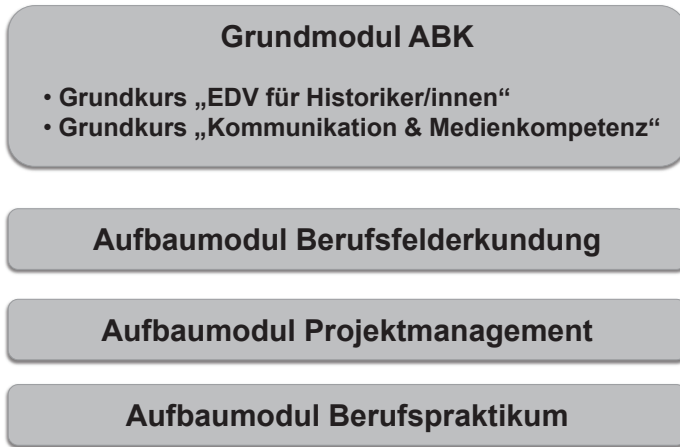 Grundmodul ABK
• Grundkurs „EDV für Historiker/innen“
• Grundkurs „Kommunikation & Medienkompetenz“
Aufbaumodul Berufsfelderkundung
Aufbaumodul Projektmanagement
Aufbaumodul Berufspraktikum